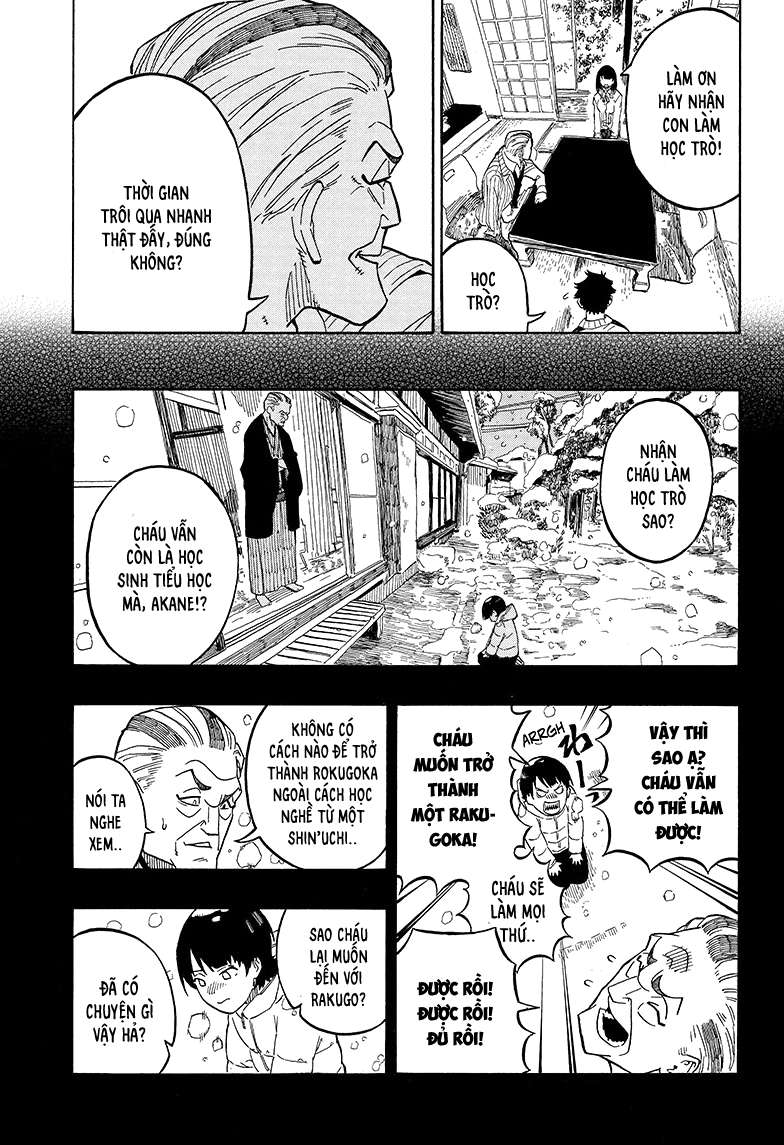 LÀM ƠN
HÃY NHẬN
CON LÀM
HỌC TRÒ!
HỌC
TRÒ?
THỜI GIAN
TRÔI QUA NHANH
THẬT ĐẤY, ĐÚNG
KHÔNG?
NHẬN
CHÁU LÀM
HỌC TRÒ
SAO?
CHÁU VẪN
CÒN LÀ HỌC
SINH TIỂU HỌC
MÀ, AKANE!?
VẬY THÌ
SAO Ạ?
CHÁU VẪN
CÓ THỂ LÀM
ĐƯỢC!
ARRGH
CHÁU
MUỐN TRỞ
THÀNH
MỘT RAKU-
GOKA!
CHÁU SẼ
LÀM MỌI
THỨ..
ĐƯỢC RỒI!
ĐƯỢC RỒI!
ĐỦ RỒI!
KHÔNG CÓ
CÁCH NÀO ĐỂ TRỞ
THÀNH ROKUGOKA
NGOÀI CÁCH HỌC
NGHỀ TỪ MỘT
SHIN'UCHI..
NÓI TA
NGHE
XEM..
SAO CHÁU
LẠI MUỐN
ĐẾN VỚI
RAKUGO?
ĐÃ CÓ
CHUYỆN GÌ
VẬY HẢ?